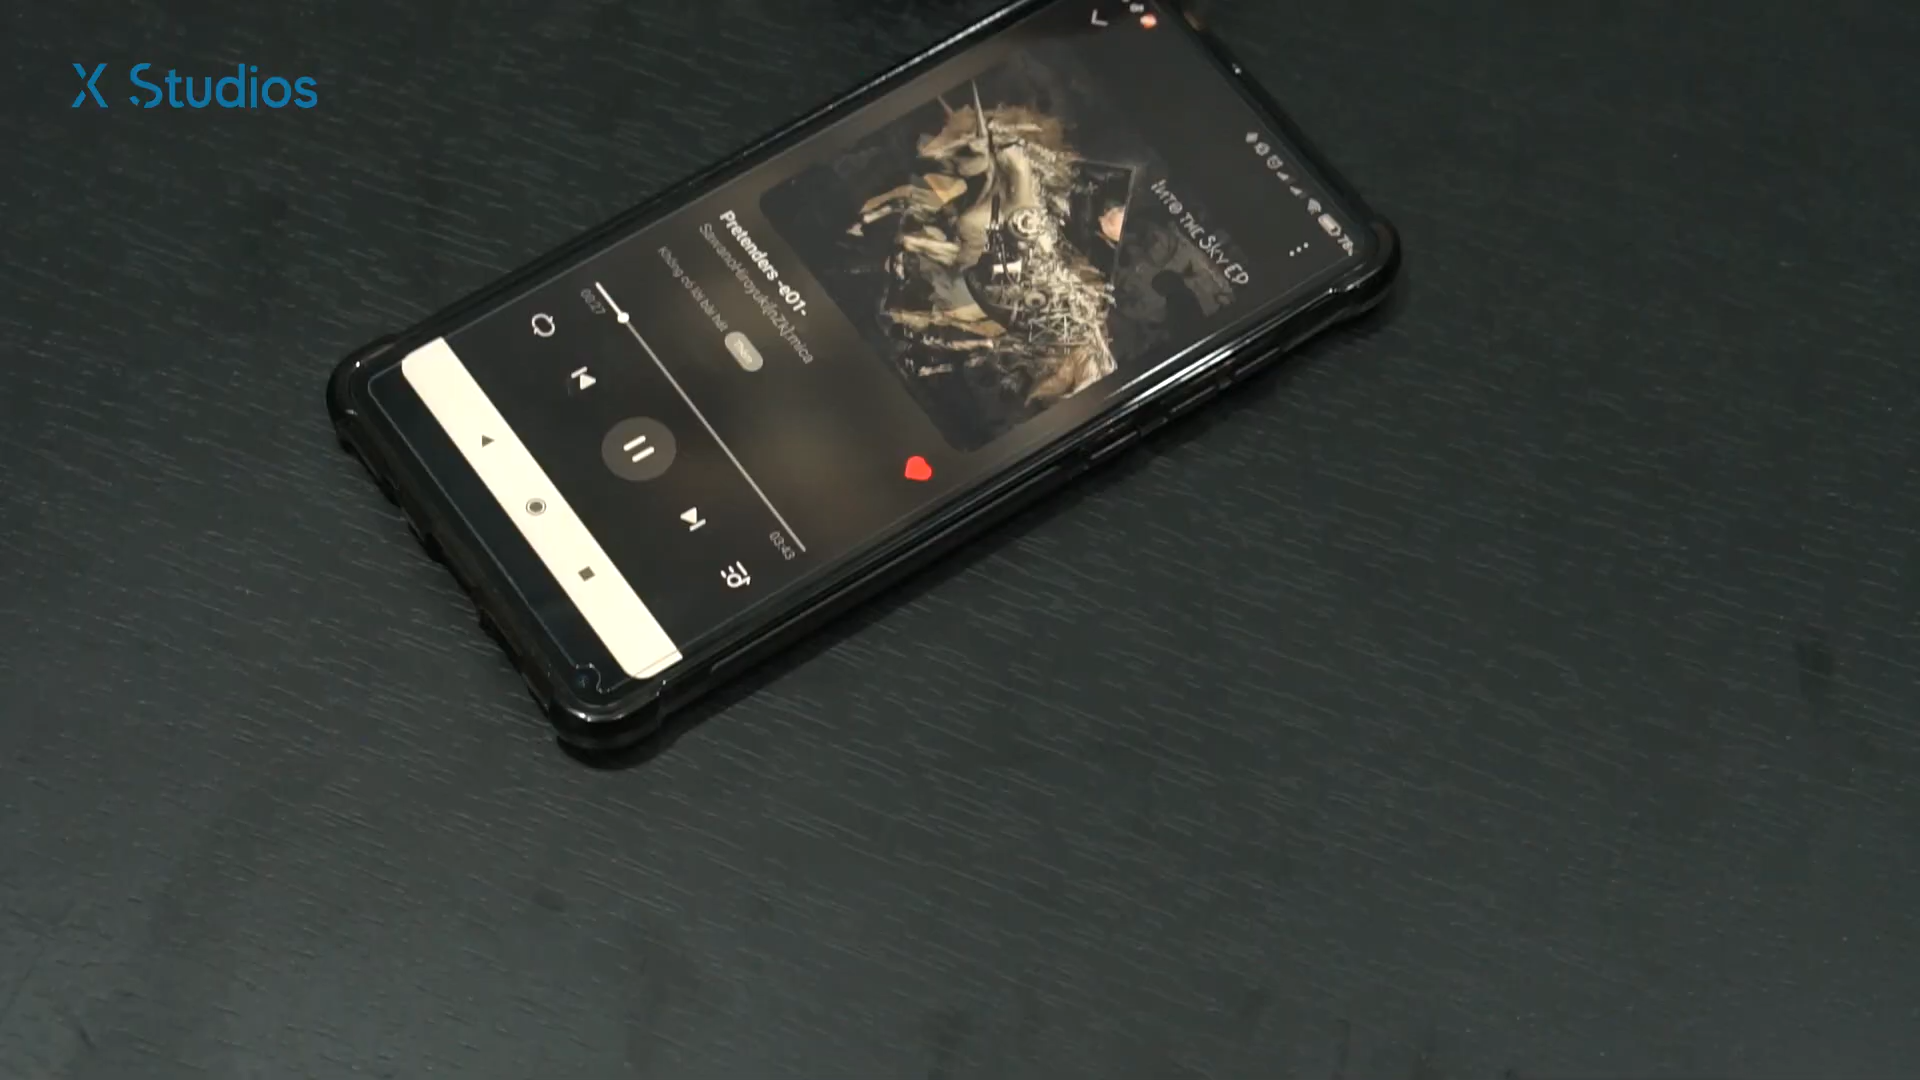 X Studios
INTO THE SKY EP
Pretenders -e01-
SawanoHiroyuki[nZk]:mica
Không có lời bài hát
Thêm
00:27
03:43